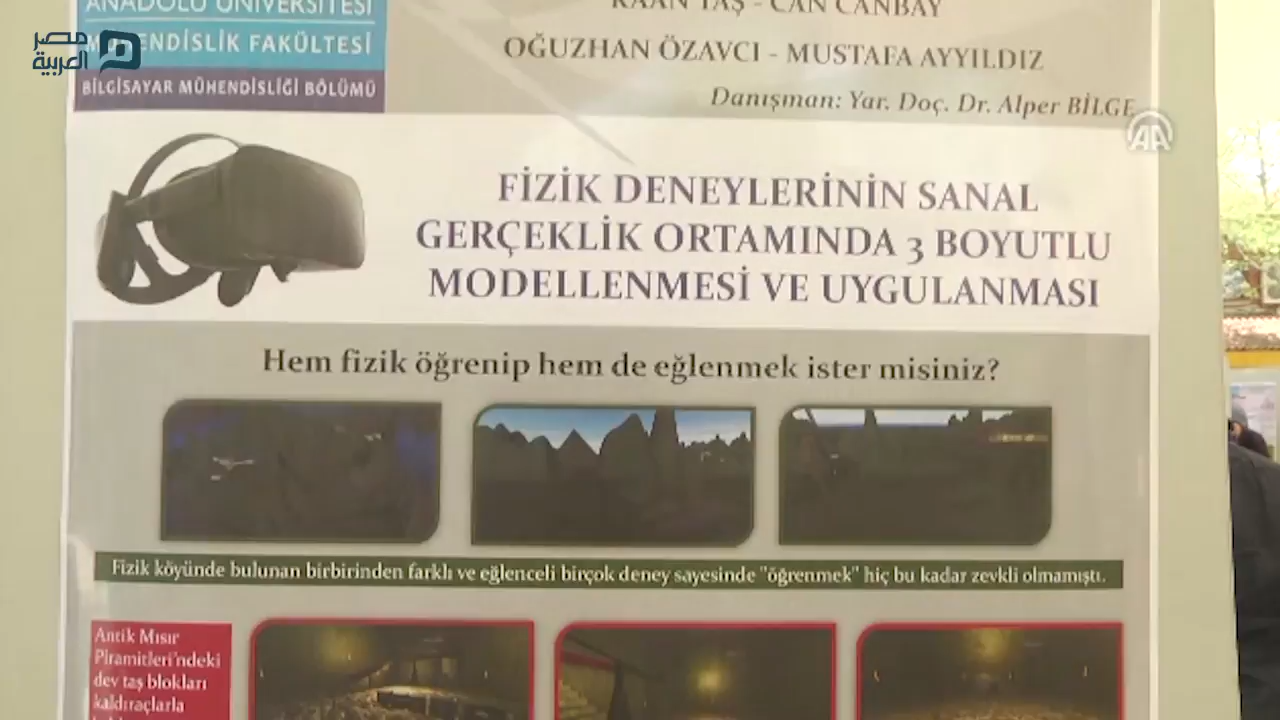 ANADOLU ÜNİVERSİTESİ
MÜHENDİSLİK FAKÜLTESİ
BİLGİSAYAR MÜHENDİSLİĞİ BÖLÜMÜ
مصر
العربية
KAAN TAŞ - CAN CANBAY
OĞUZHAN ÖZAVCI - MUSTAFA AYYILDIZ
Danışman: Yar. Doç. Dr. Alper BİLGE
AA
FİZİK DENEYLERİNİN SANAL
GERÇEKLİK ORTAMINDA 3 BOYUTLU
MODELLENMESİ VE UYGULANMASI
Hem fizik öğrenip hem de eğlenmek ister misiniz?
Fizik köyünde bulunan birbirinden farklı ve eğlenceli birçok deney sayesinde "öğrenmek" hiç bu kadar zevkli olmamıştı.
Antik Mısır
Piramitleri'ndeki
dev taş blokları
kaldıraçlarla